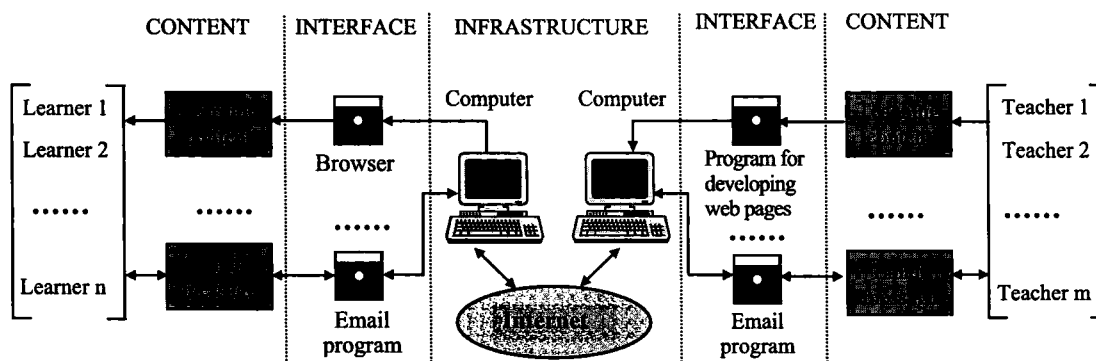 CONTENT
INTERFACE
INFRASTRUCTURE
INTERFACE
CONTENT
Learner 1
Learner 2
......
Learner n
......
Browser
......
Email
program
Computer
Computer
Internet
Program for
developing
web pages
......
Email
program
......
Teacher 1
Teacher 2
......
Teacher m